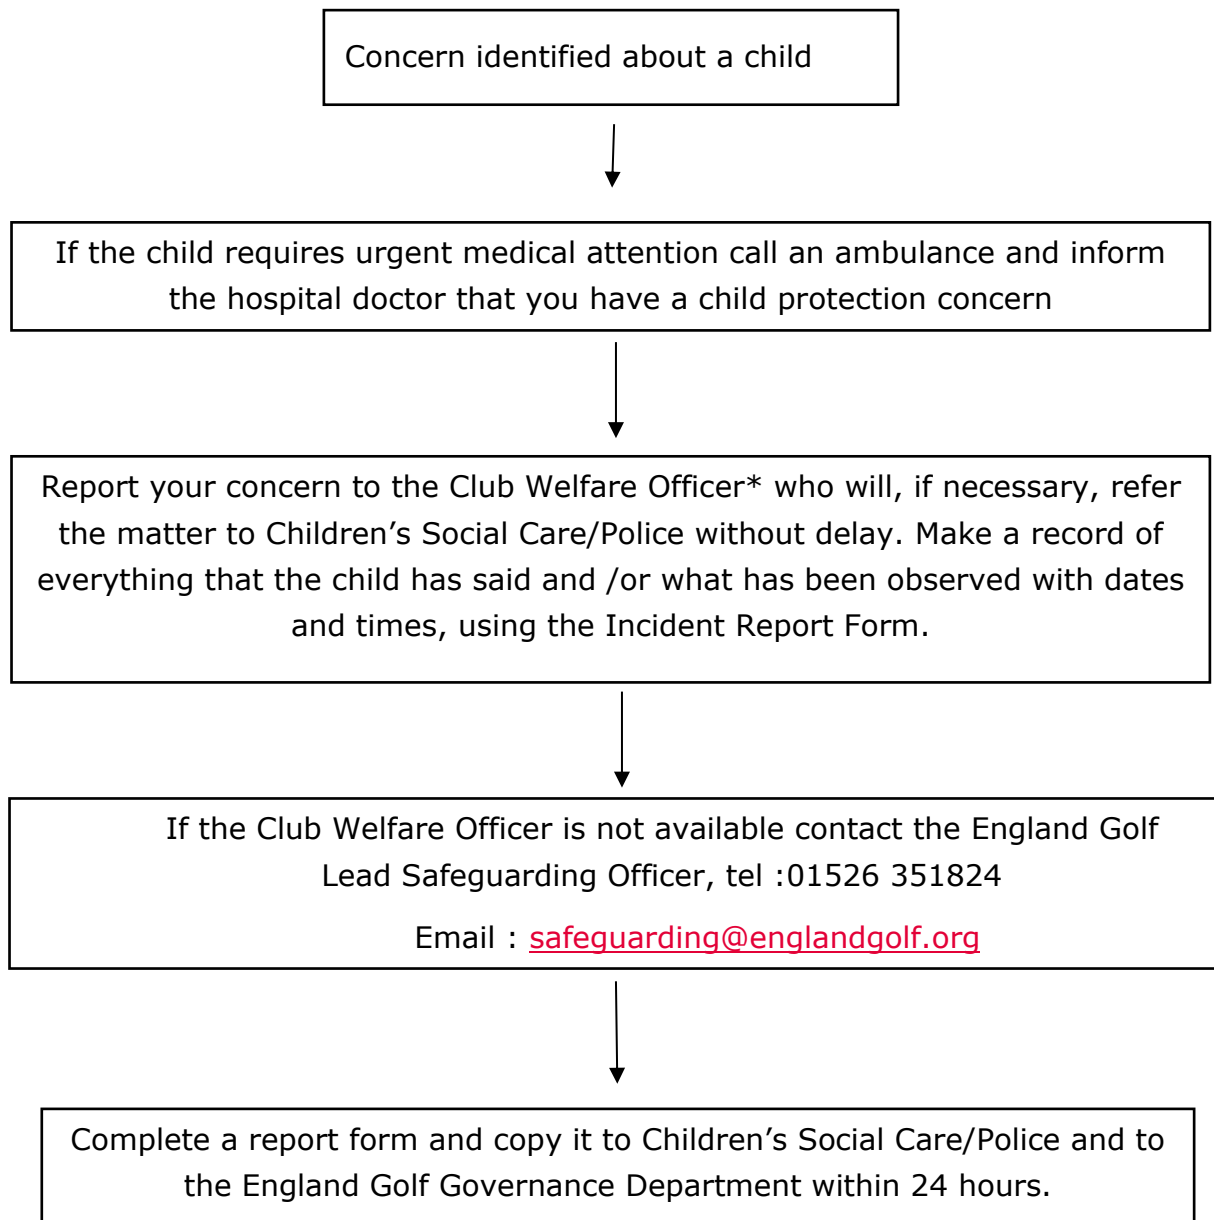 Concern identified about a child
If the child requires urgent medical attention call an ambulance and inform
the hospital doctor that you have a child protection concern
Report your concern to the Club Welfare Officer* who will, if necessary, refer
the matter to Children’s Social Care/Police without delay. Make a record of
everything that the child has said and /or what has been observed with dates
and times, using the Incident Report Form.
If the Club Welfare Officer is not available contact the England Golf
Lead Safeguarding Officer, tel :01526 351824
Email : safeguarding@englandgolf.org
Complete a report form and copy it to Children’s Social Care/Police and to
the England Golf Governance Department within 24 hours.